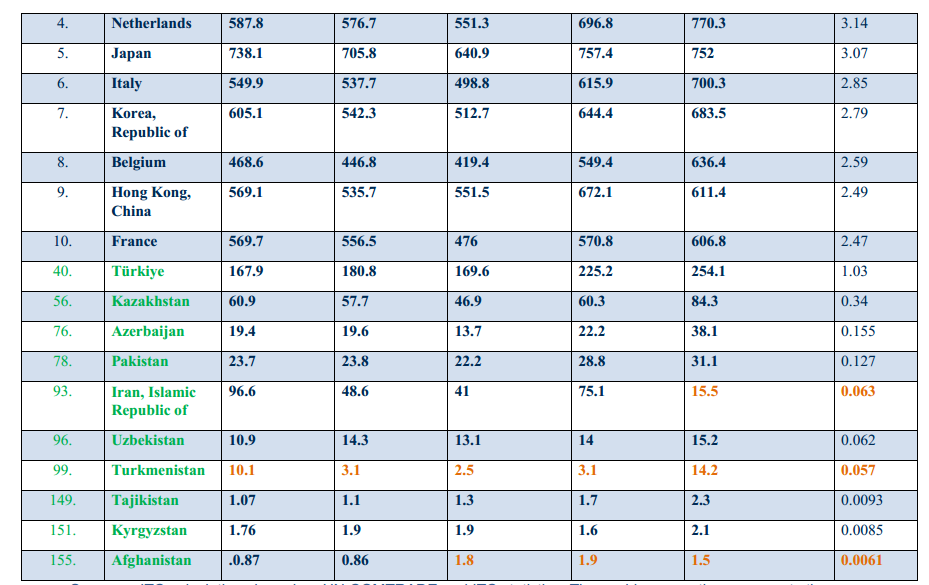 4. Netherlands 587.8 576.7 551.3 696.8 770.3 3.14
5. Japan 738.1 705.8 640.9 757.4 752 3.07
6. Italy 549.9 537.7 498.8 615.9 700.3 2.85
7. Korea, 605.1 542.3 512.7 644.4 683.5 2.79
Republic of
8. Belgium 468.6 446.8 419.4 549.4 636.4 2.59
9. Hong Kong, 569.1 535.7 551.5 672.1 611.4 2.49
China
10. France 569.7 556.5 476 570.8 606.8 2.47
40. Türkiye 167.9 180.8 169.6 225.2 254.1 1.03
56. Kazakhstan 60.9 57.7 46.9 60.3 84.3 0.34
76. Azerbaijan 19.4 19.6 13.7 22.2 38.1 0.155
78. Pakistan 23.7 23.8 22.2 28.8 31.1 0.127
93. Iran, Islamic 96.6 48.6 41 75.1 15.5 0.063
Republic of
96. Uzbekistan 10.9 14.3 13.1 14 15.2 0.062
99. Turkmenistan 10.1 3.1 2.5 3.1 14.2 0.057
149. Tajikistan 1.07 1.1 1.3 1.7 2.3 0.0093
151. Kyrgyzstan 1.76 1.9 1.9 1.6 2.1 0.0085
155. Afghanistan .0.87 0.86 1.8 1.9 1.5 0.0061